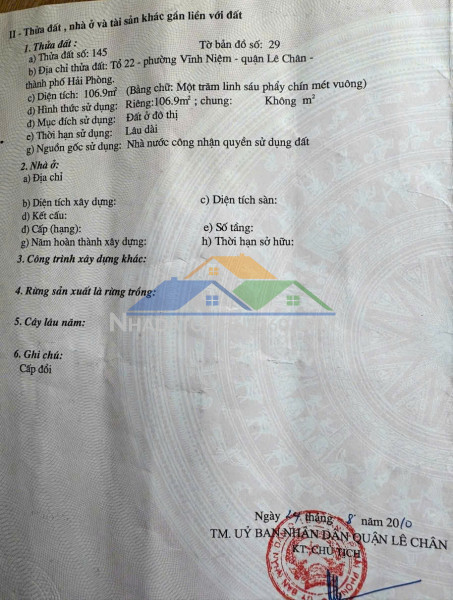 II - Thửa đất , nhà ở và tài sản khác gắn liền với đất
1. Thửa đất :
a) Thửa đất số: 145 Tờ bản đồ số: 29
b) Địa chỉ thửa đất: Tổ 22 - phường Vĩnh Niệm - quận Lê Chân -
thành phố Hải Phòng.
c) Diện tích: 106.9m² (Bằng chữ: Một trăm linh sáu phẩy chín mét vuông)
d) Hình thức sử dụng: Riêng:106.9m² ; chung: Không m²
đ) Mục đích sử dụng: Đất ở đô thị
e) Thời hạn sử dụng: Lâu dài
g) Nguồn gốc sử dụng: Nhà nước công nhận quyền sử dụng đất
2. Nhà ở:
a) Địa chỉ
b) Diện tích xây dựng: c) Diện tích sàn:
d) Kết cấu:
đ) Cấp (hạng): e) Số tầng:
g) Năm hoàn thành xây dựng: h) Thời hạn sở hữu:
3. Công trình xây dựng khác:
4. Rừng sản xuất là rừng trồng:
5. Cây lâu năm:
6. Ghi chú:
Cấp đổi
Ngày tháng 8 năm 2010
TM. UỶ BAN NHÂN DÂN QUẬN LÊ CHÂN
KT. CHỦ TỊCH